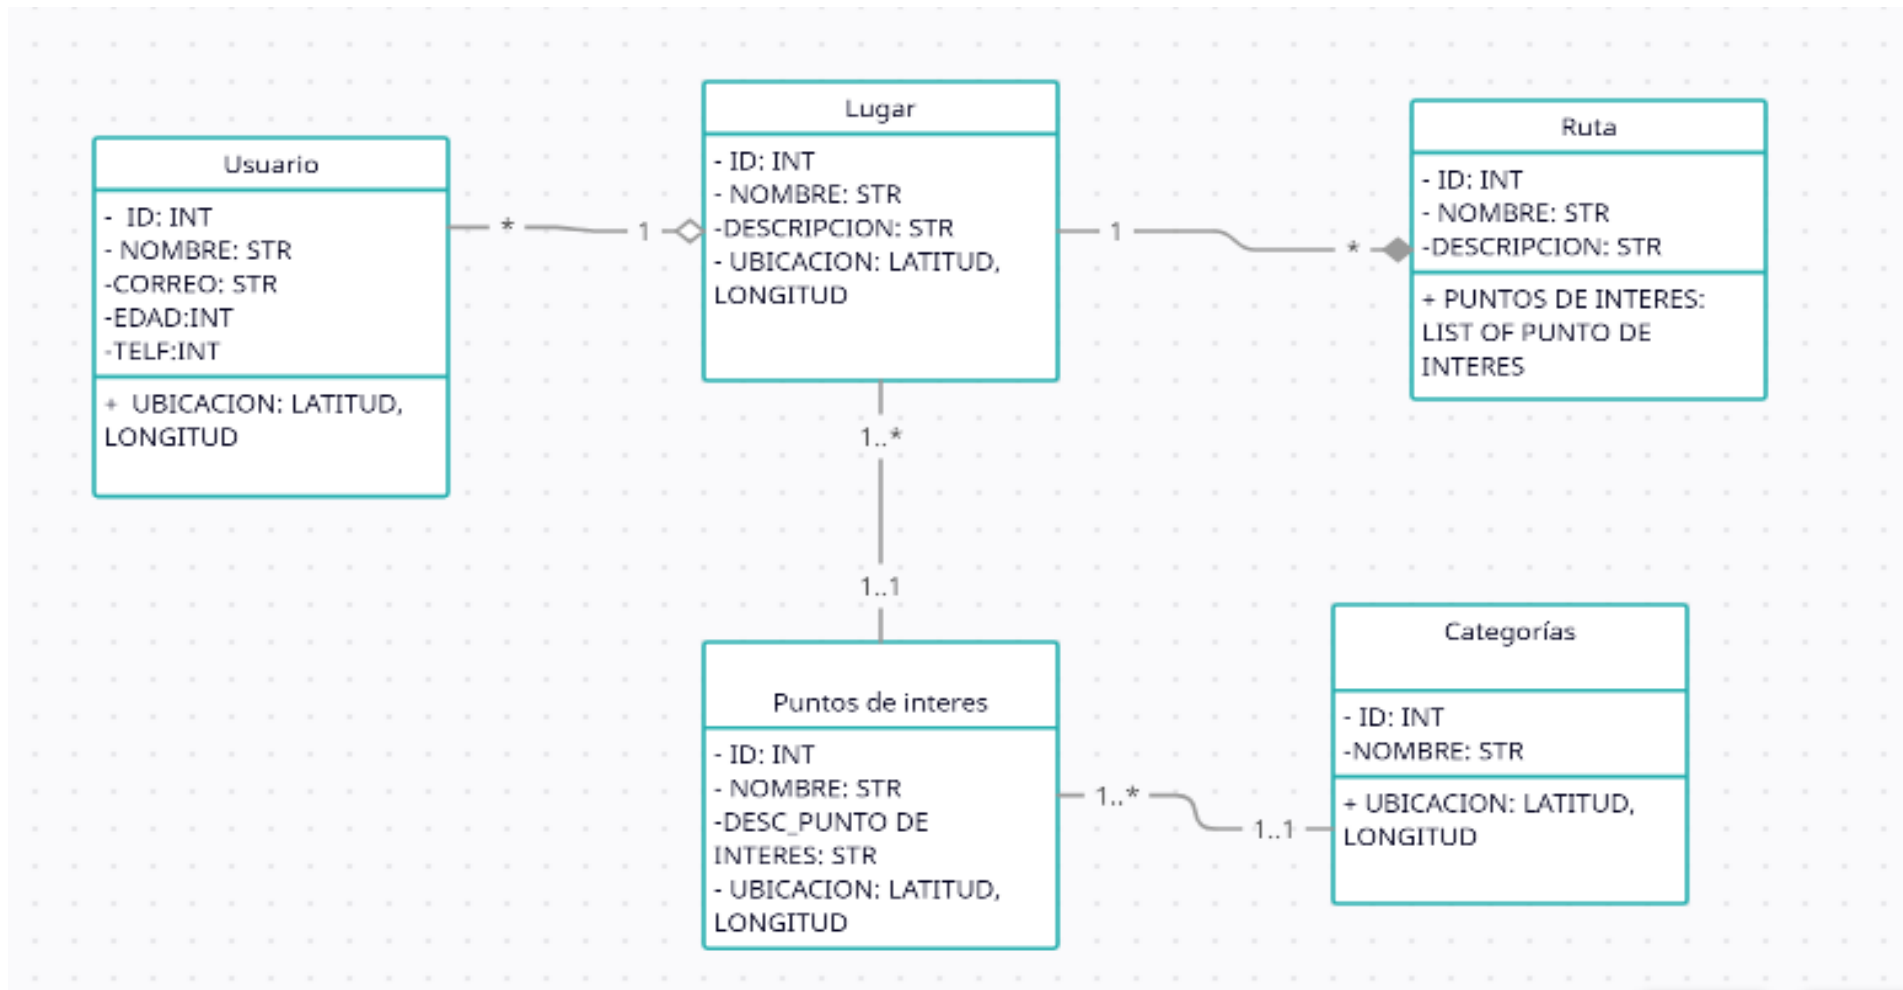 Usuario
- ID: INT
- NOMBRE: STR
-CORREO: STR
-EDAD:INT
-TELF:INT
+ UBICACION: LATITUD,
LONGITUD
*
1
Lugar
- ID: INT
- NOMBRE: STR
-DESCRIPCION: STR
- UBICACION: LATITUD,
LONGITUD
1
*
Ruta
- ID: INT
- NOMBRE: STR
-DESCRIPCION: STR
+ PUNTOS DE INTERES:
LIST OF PUNTO DE
INTERES
1..*
1..1
Puntos de interes
- ID: INT
- NOMBRE: STR
-DESC_PUNTO DE
INTERES: STR
- UBICACION: LATITUD,
LONGITUD
1..*
1..1
Categorías
- ID: INT
-NOMBRE: STR
+ UBICACION: LATITUD,
LONGITUD